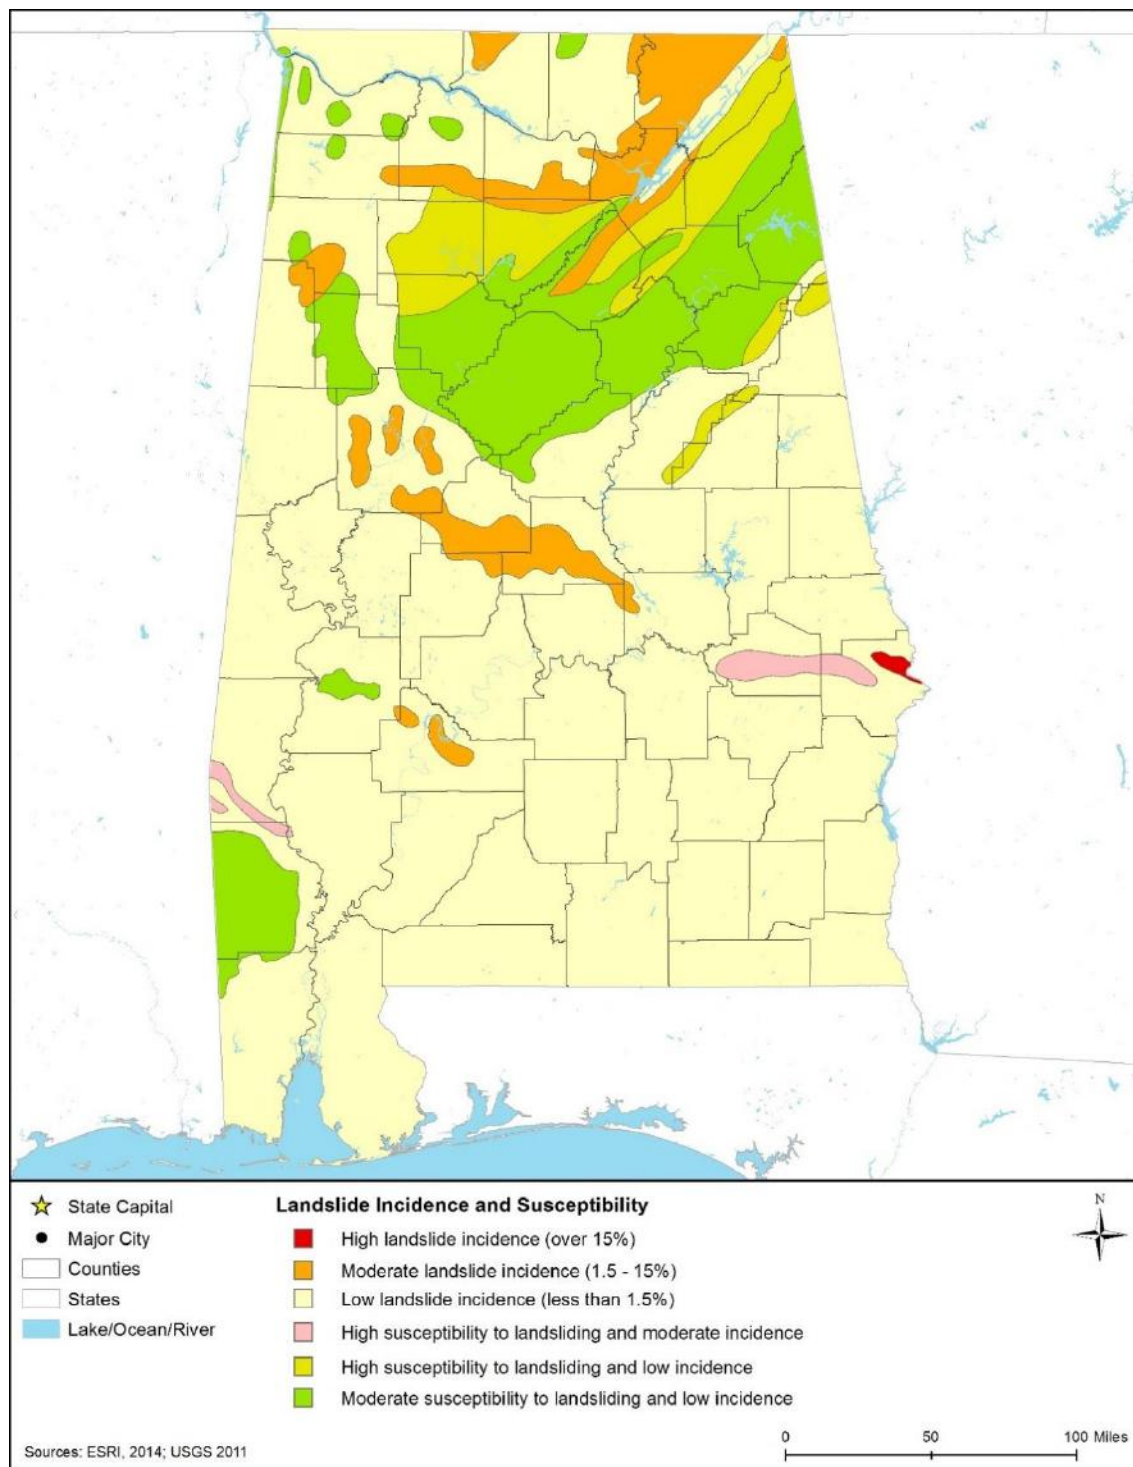 State Capital
Major City
Counties
States
Lake/Ocean/River
Landslide Incidence and Susceptibility
High landslide incidence (over 15%)
Moderate landslide incidence (1.5 - 15%)
Low landslide incidence (less than 1.5%)
High susceptibility to landsliding and moderate incidence
High susceptibility to landsliding and low incidence
Moderate susceptibility to landsliding and low incidence
N
0 50 100 Miles
Sources: ESRI, 2014; USGS 2011